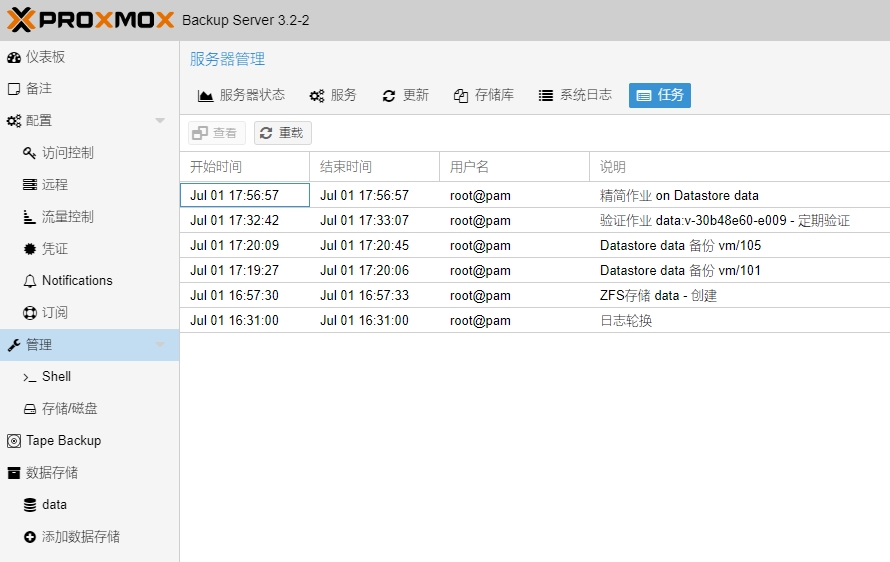 PROXMOX Backup Server 3.2-2
仪表板
备注
配置
访问控制
远程
流量控制
凭证
Notifications
订阅
管理
Shell
存储/磁盘
Tape Backup
数据存储
data
添加数据存储
服务器管理
服务器状态 服务 更新 存储库 系统日志 任务
查看 重载
开始时间 结束时间 用户名 说明
Jul 01 17:56:57 Jul 01 17:56:57 root@pam 精简作业 on Datastore data
Jul 01 17:32:42 Jul 01 17:33:07 root@pam 验证作业 data:v-30b48e60-e009 - 定期验证
Jul 01 17:20:09 Jul 01 17:20:45 root@pam Datastore data 备份 vm/105
Jul 01 17:19:27 Jul 01 17:20:06 root@pam Datastore data 备份 vm/101
Jul 01 16:57:30 Jul 01 16:57:33 root@pam ZFS存储 data - 创建
Jul 01 16:31:00 Jul 01 16:31:00 root@pam 日志轮换